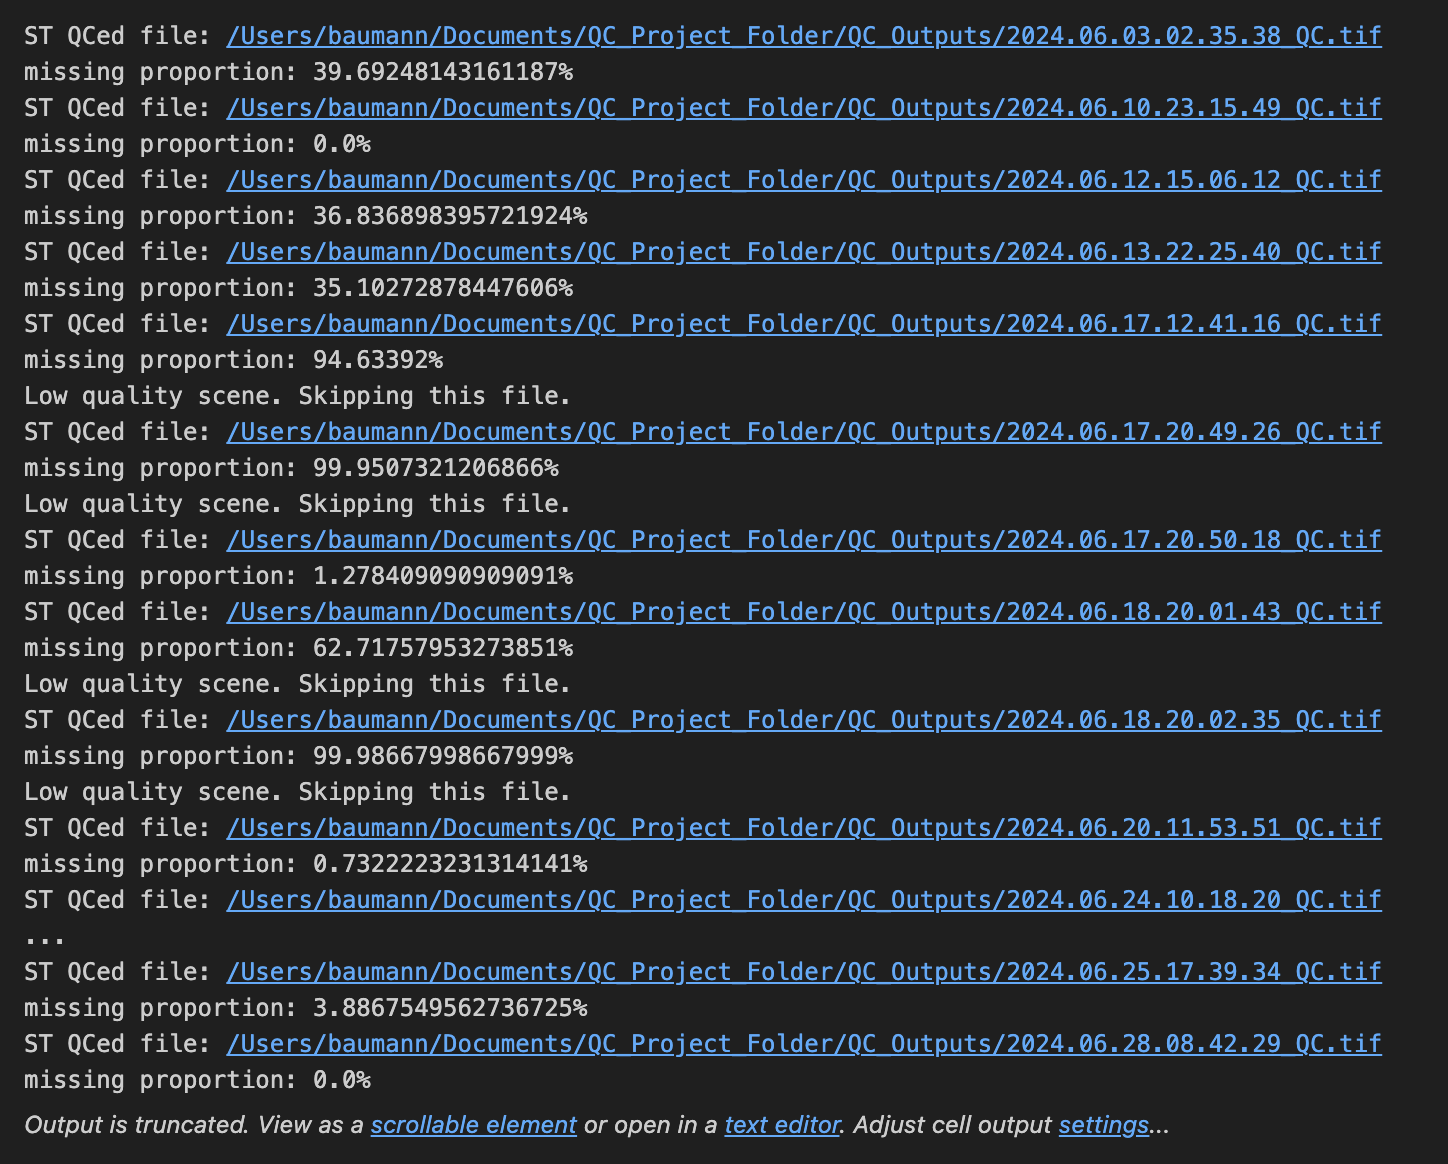 ST QCed file: /Users/baumann/Documents/QC_Project_Folder/QC_Outputs/2024.06.03.02.35.38_QC.tif
missing proportion: 39.69248143161187%
ST QCed file: /Users/baumann/Documents/QC_Project_Folder/QC_Outputs/2024.06.10.23.15.49_QC.tif
missing proportion: 0.0%
ST QCed file: /Users/baumann/Documents/QC_Project_Folder/QC_Outputs/2024.06.12.15.06.12_QC.tif
missing proportion: 36.836898395721924%
ST QCed file: /Users/baumann/Documents/QC_Project_Folder/QC_Outputs/2024.06.13.22.25.40_QC.tif
missing proportion: 35.10272878447606%
ST QCed file: /Users/baumann/Documents/QC_Project_Folder/QC_Outputs/2024.06.17.12.41.16_QC.tif
missing proportion: 94.63392%
Low quality scene. Skipping this file.
ST QCed file: /Users/baumann/Documents/QC_Project_Folder/QC_Outputs/2024.06.17.20.49.26_QC.tif
missing proportion: 99.9507321206866%
Low quality scene. Skipping this file.
ST QCed file: /Users/baumann/Documents/QC_Project_Folder/QC_Outputs/2024.06.17.20.50.18_QC.tif
missing proportion: 1.278409090909091%
ST QCed file: /Users/baumann/Documents/QC_Project_Folder/QC_Outputs/2024.06.18.20.01.43_QC.tif
missing proportion: 62.71757953273851%
Low quality scene. Skipping this file.
ST QCed file: /Users/baumann/Documents/QC_Project_Folder/QC_Outputs/2024.06.18.20.02.35_QC.tif
missing proportion: 99.98667998667999%
Low quality scene. Skipping this file.
ST QCed file: /Users/baumann/Documents/QC_Project_Folder/QC_Outputs/2024.06.20.11.53.51_QC.tif
missing proportion: 0.7322223231314141%
ST QCed file: /Users/baumann/Documents/QC_Project_Folder/QC_Outputs/2024.06.24.10.18.20_QC.tif
...
ST QCed file: /Users/baumann/Documents/QC_Project_Folder/QC_Outputs/2024.06.25.17.39.34_QC.tif
missing proportion: 3.8867549562736725%
ST QCed file: /Users/baumann/Documents/QC_Project_Folder/QC_Outputs/2024.06.28.08.42.29_QC.tif
missing proportion: 0.0%
Output is truncated. View as a scrollable element or open in a text editor. Adjust cell output settings...